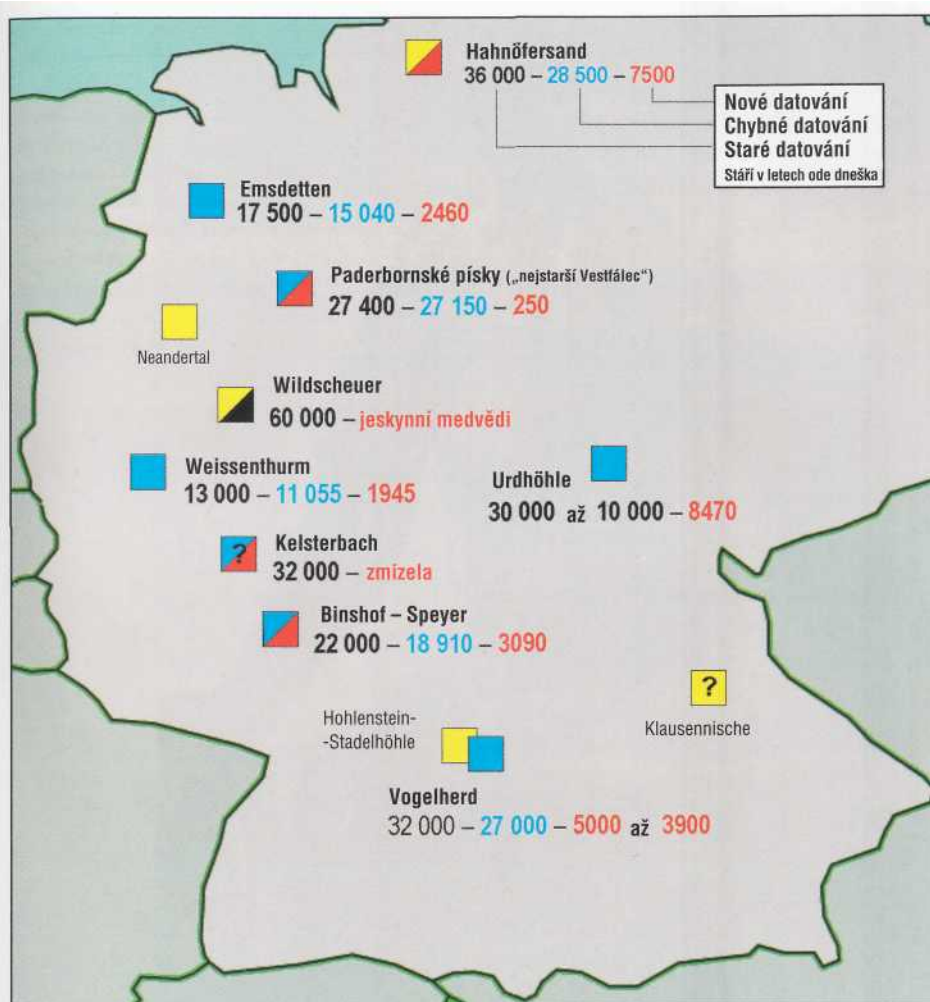 Hahnőfersand
36 000 – 28 500 – 7500
Nové datování
Chybné datování
Staré datování
Stáří v letech ode dneška
Emsdetten
17 500 – 15 040 – 2460
Paderbornské písky („nejstarší Vestfálec“)
27 400 – 27 150 – 250
Neandertal
Wildscheuer
60 000 – jeskynní medvědi
Weissenthurm
13 000 – 11 055 – 1945
Urdhöhle
30 000 až 10 000 – 8470
?
Kelsterbach
32 000 – zmizela
Binshof – Speyer
22 000 – 18 910 – 3090
?
Klausennische
Hohlenstein-
-Stadelhöhle
Vogelherd
32 000 – 27 000 – 5000 až 3900